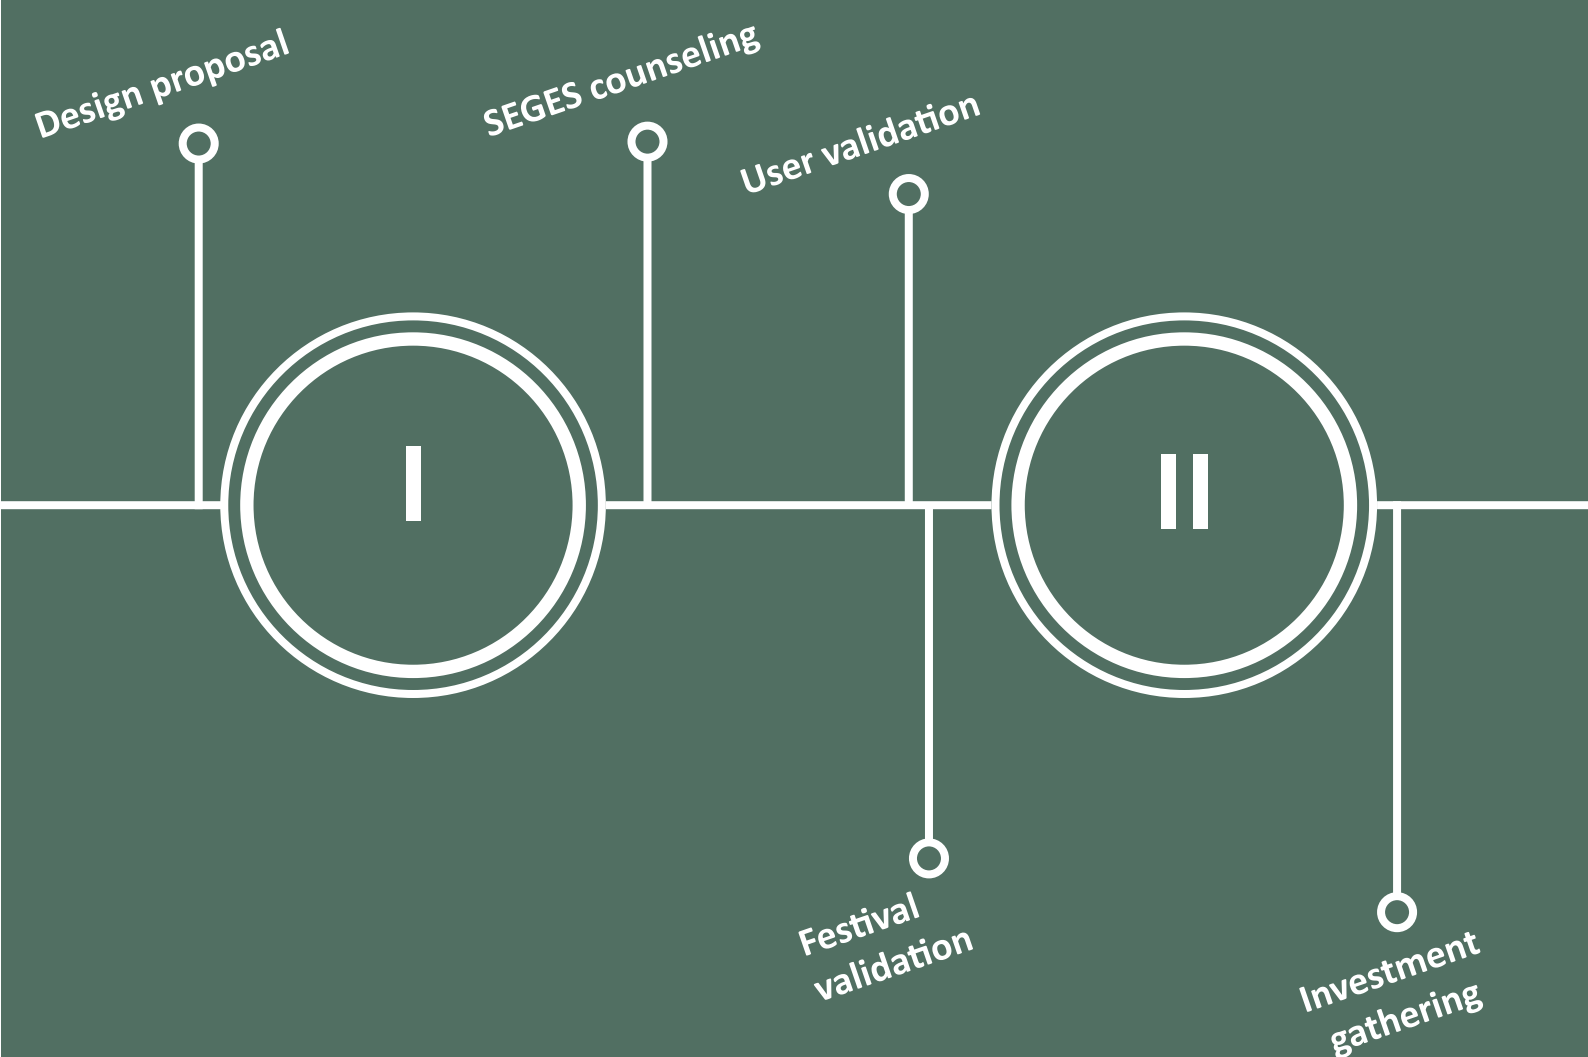 Design proposal
SEGES counseling
User validation
I
II
Festival
validation
Investment
gathering